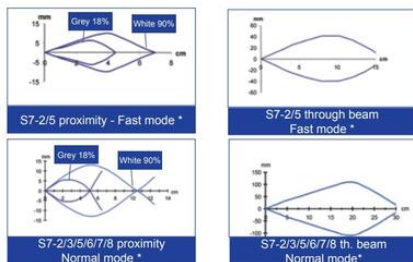 mm
Grey 18%
White 90%
15
5
0
-5
-15
0
2
4
6
8
cm
S7-2/5 proximity - Fast mode *
mm
80
60
40
20
0
-20
-40
-60
0
5
10
15
cm
S7-2/5 through beam
Fast mode *
mm
Grey 18%
White 90%
15
10
5
0
-5
-10
-15
2
4
6
8
10
12
14
cm
S7-2/3/5/6/7/8 proximity
Normal mode *
mm
150
100
50
0
-50
-100
0
5
10
15
20
25
30
cm
S7-2/3/5/6/7/8 th. beam
Normal mode*